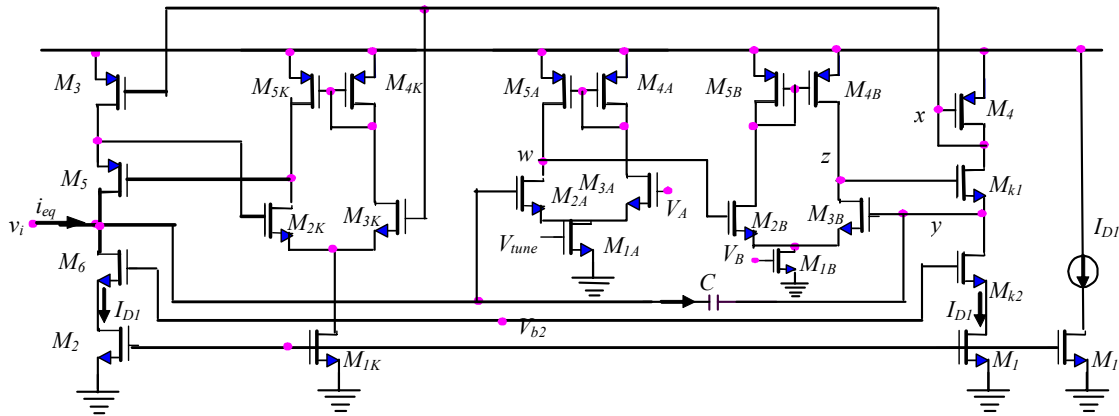 M3
M5K
M4K
M5A
M4A
M5B
M4B
x
M4
w
z
M5
Mk1
ieq
vi
M2K
M3K
M2A
M3A
VA
M2B
M3B
y
ID1
M6
Vtune
M1A
VB
M1B
C
Mk2
ID1
Vb2
ID1
M2
M1K
M1
M1